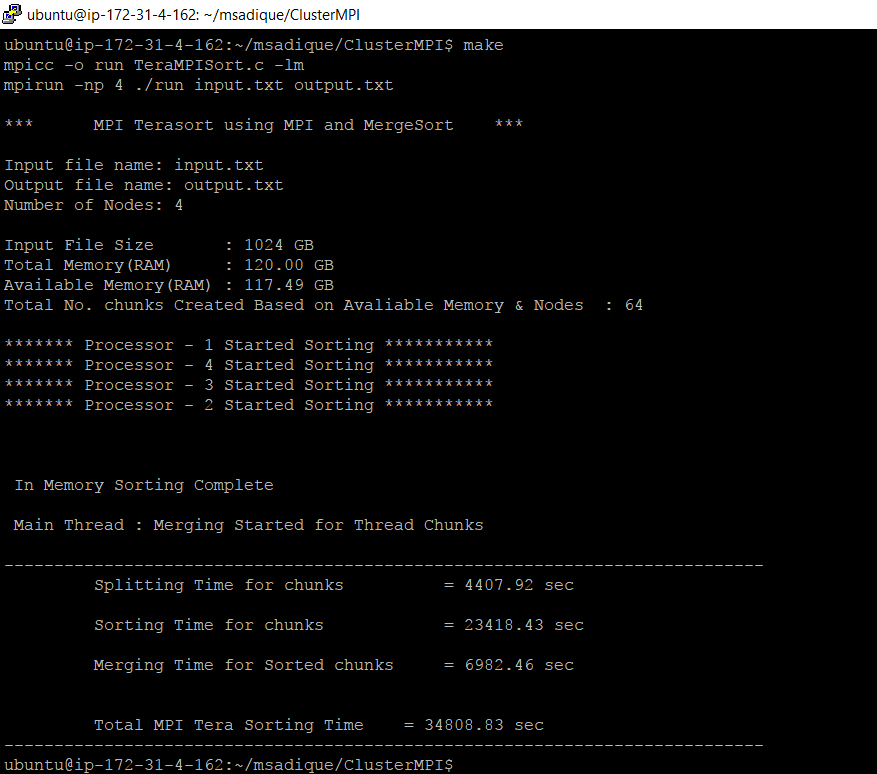 ubuntu@ip-172-31-4-162: ~/msadique/ClusterMPI
ubuntu@ip-172-31-4-162:~/msadique/ClusterMPI$ make
mpicc -o run TeraMPISort.c -lm
mpirun -np 4 ./run input.txt output.txt
*** MPI Terasort using MPI and MergeSort ***
Input file name: input.txt
Output file name: output.txt
Number of Nodes: 4
Input File Size : 1024 GB
Total Memory(RAM) : 120.00 GB
Available Memory(RAM) : 117.49 GB
Total No. chunks Created Based on Avaliable Memory & Nodes : 64
******* Processor - 1 Started Sorting ***********
******* Processor - 4 Started Sorting ***********
******* Processor - 3 Started Sorting ***********
******* Processor - 2 Started Sorting ***********
In Memory Sorting Complete
Main Thread : Merging Started for Thread Chunks
----------------------------------------------------------------------------
Splitting Time for chunks = 4407.92 sec
Sorting Time for chunks = 23418.43 sec
Merging Time for Sorted chunks = 6982.46 sec
Total MPI Tera Sorting Time = 34808.83 sec
----------------------------------------------------------------------------
ubuntu@ip-172-31-4-162:~/msadique/ClusterMPI$